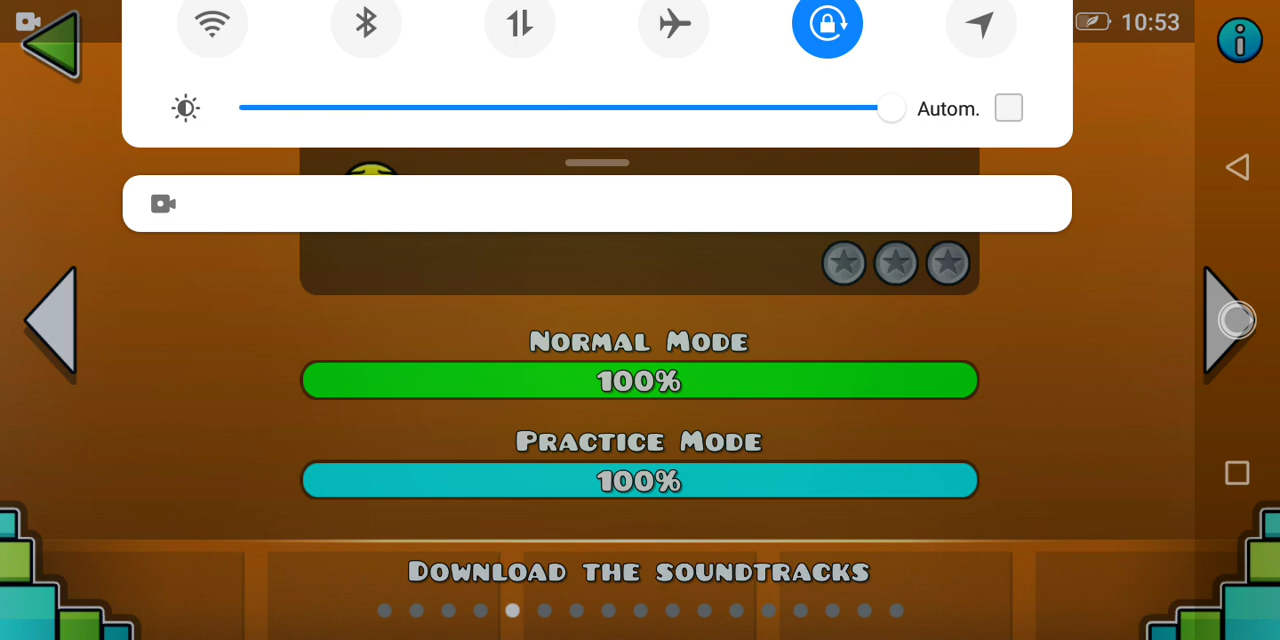 10:53
Autom.
Normal Mode
100%
Practice Mode
100%
Download the soundtracks